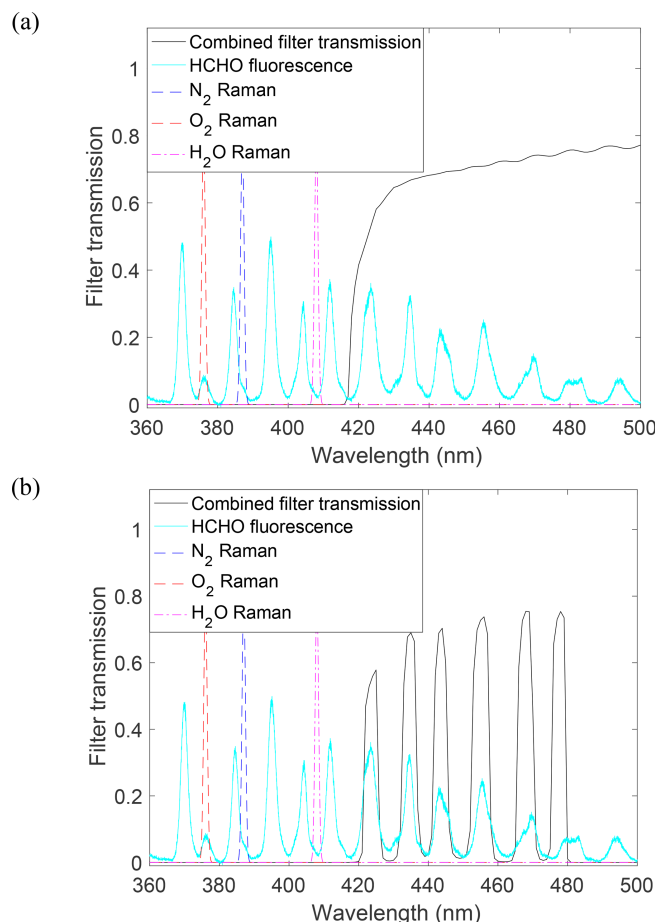 (a)
Combined filter transmission
HCHO fluorescence
N2 Raman
O2 Raman
H2O Raman
Filter transmission
1
0.8
0.6
0.4
0.2
0
360 380 400 420 440 460 480 500
Wavelength (nm)
(b)
Combined filter transmission
HCHO fluorescence
N2 Raman
O2 Raman
H2O Raman
Filter transmission
1
0.8
0.6
0.4
0.2
0
360 380 400 420 440 460 480 500
Wavelength (nm)